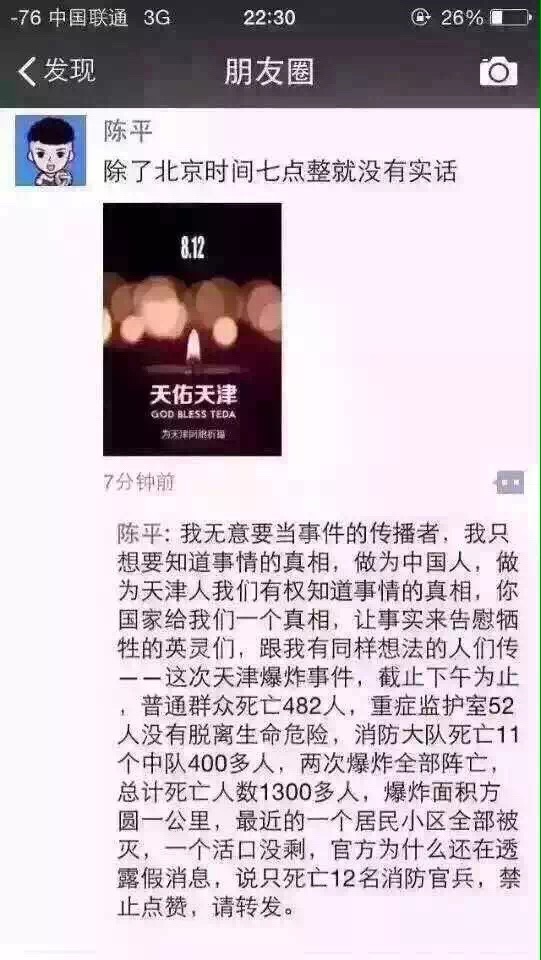 -76 中国联通 3G 22:30 26%
发现 朋友圈
陈平
除了北京时间七点整就没有实话
8.12
天佑天津
GOD BLESS TEDA
为天津同胞祈福
7分钟前
陈平: 我无意要当事件的传播者，我只
想要知道事情的真相，做为中国人，做
为天津人我们有权知道事情的真相，你
国家给我们一个真相，让事实来告慰牺
牲的英灵们，跟我有同样想法的人们传
——这次天津爆炸事件，截止下午为止
，普通群众死亡482人，重症监护室52
人没有脱离生命危险，消防大队死亡11
个中队400多人，两次爆炸全部阵亡，
总计死亡人数1300多人，爆炸面积方
圆一公里，最近的一个居民小区全部被
灭，一个活口没剩，官方为什么还在透
露假消息，说只死亡12名消防官兵，禁
止点赞，请转发。